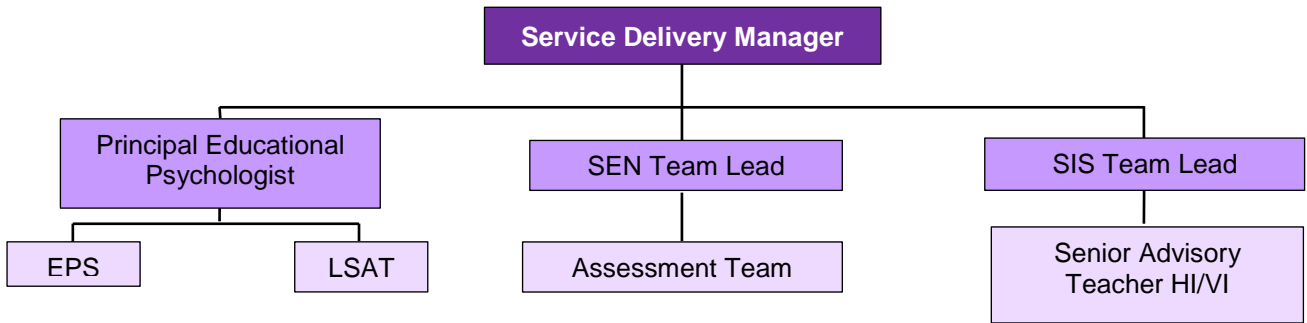 Service Delivery Manager
Principal Educational
Psychologist
SEN Team Lead
SIS Team Lead
EPS
LSAT
Assessment Team
Senior Advisory
Teacher HI/VI